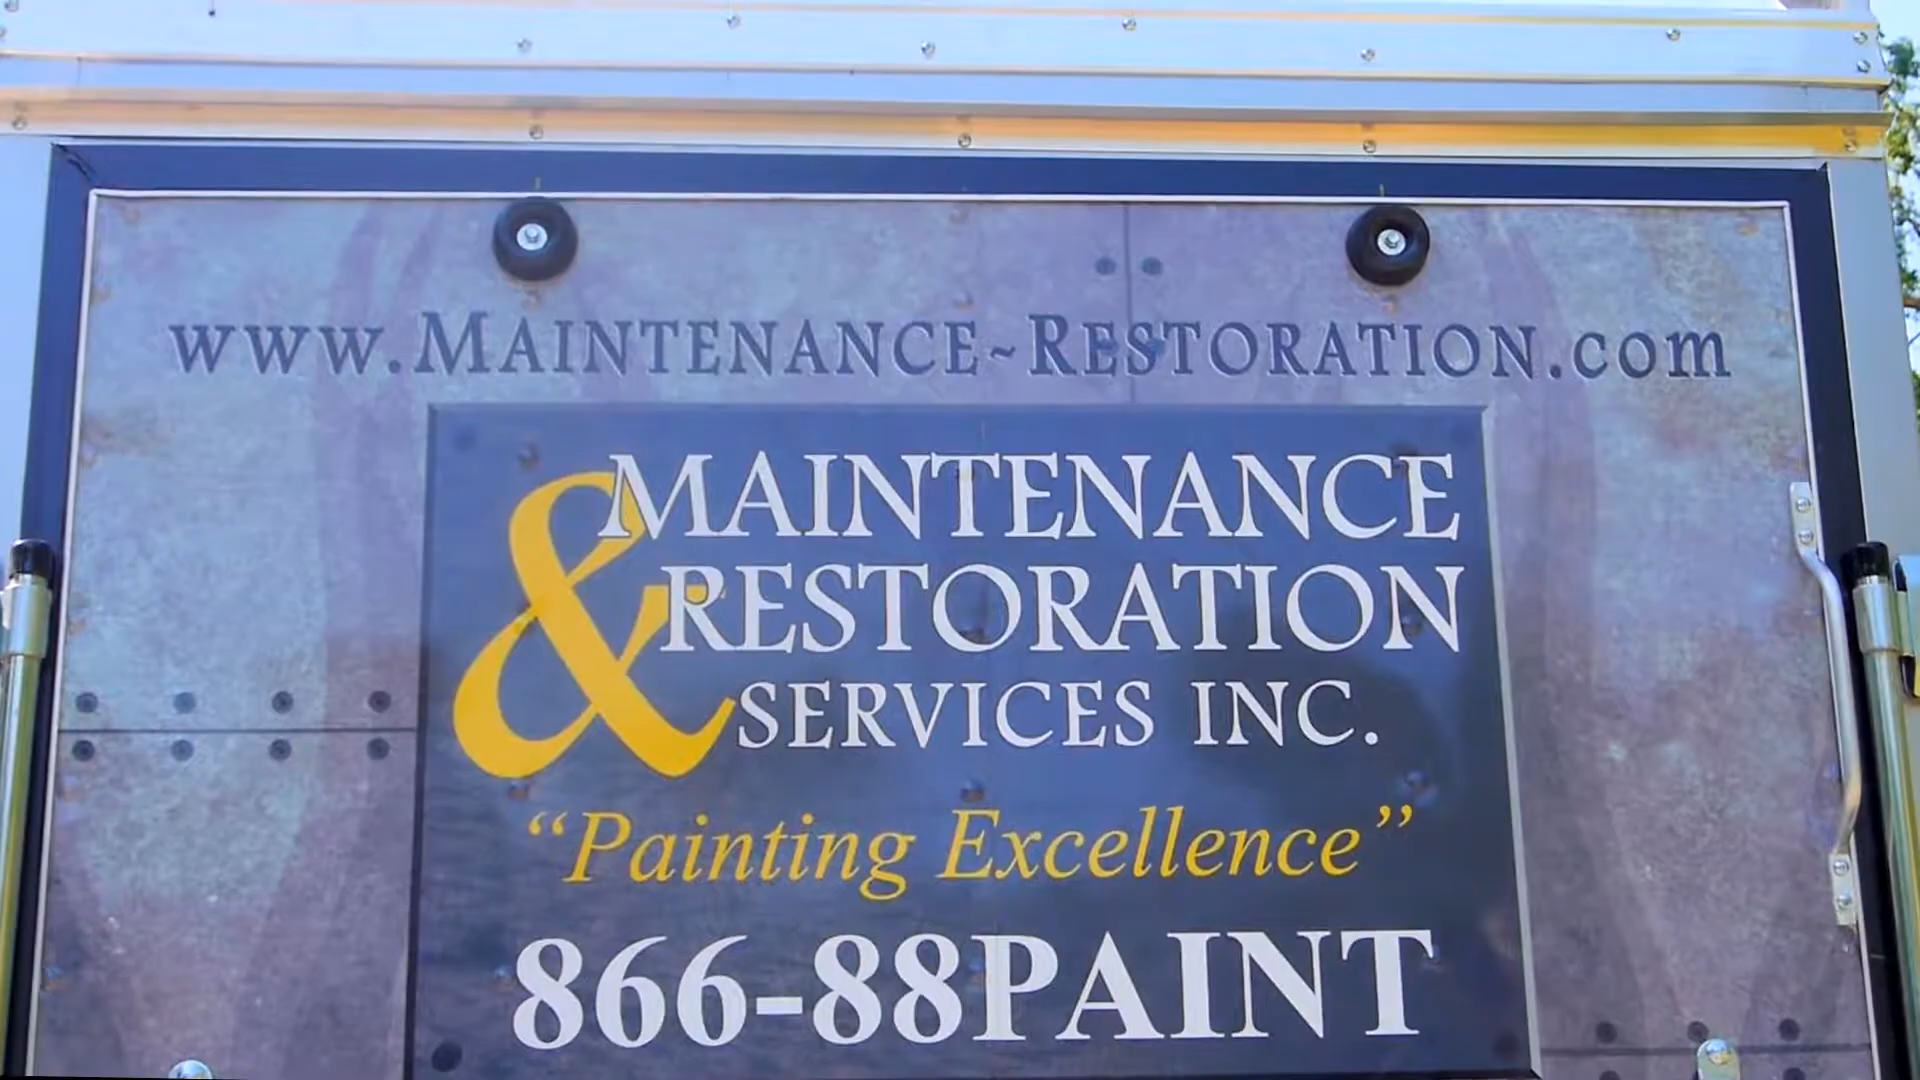 www.MAINTENANCE~RESTORATION.com
MAINTENANCE
& RESTORATION
SERVICES INC.
“Painting Excellence”
866-88PAINT